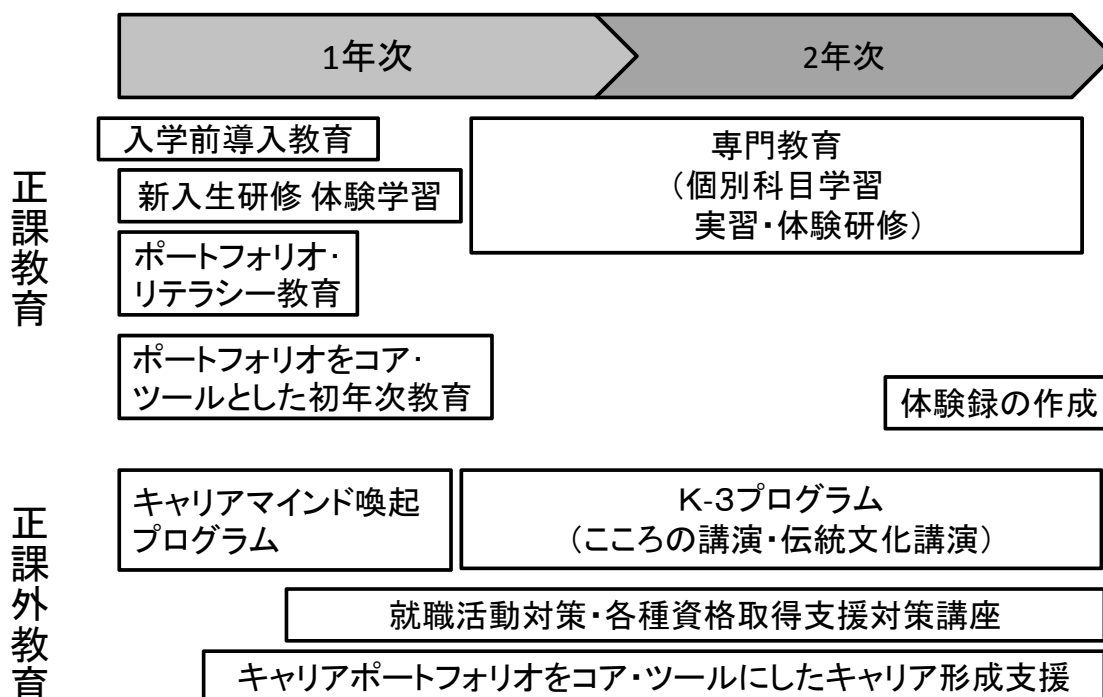 1年次
2年次
正課教育
入学前導入教育
新入生研修 体験学習
ポートフォリオ・
リテラシー教育
ポートフォリオをコア・
ツールとした初年次教育
専門教育
（個別科目学習
実習・体験研修）
体験録の作成
正課外教育
キャリアマインド喚起
プログラム
K-3プログラム
（こころの講演・伝統文化講演）
就職活動対策・各種資格取得支援対策講座
キャリアポートフォリオをコア・ツールにしたキャリア形成支援